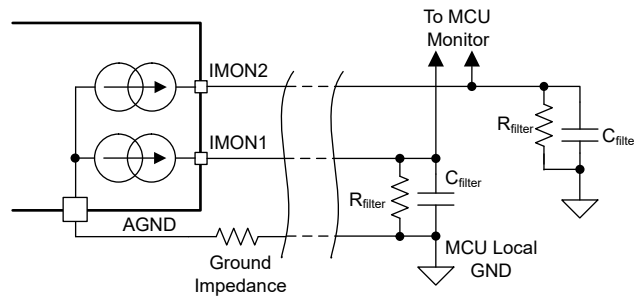 To MCU
Monitor
IMON2
Rfilter
Cfilte
IMON1
Cfilter
Rfilter
AGND
Ground
Impedance
MCU Local
GND